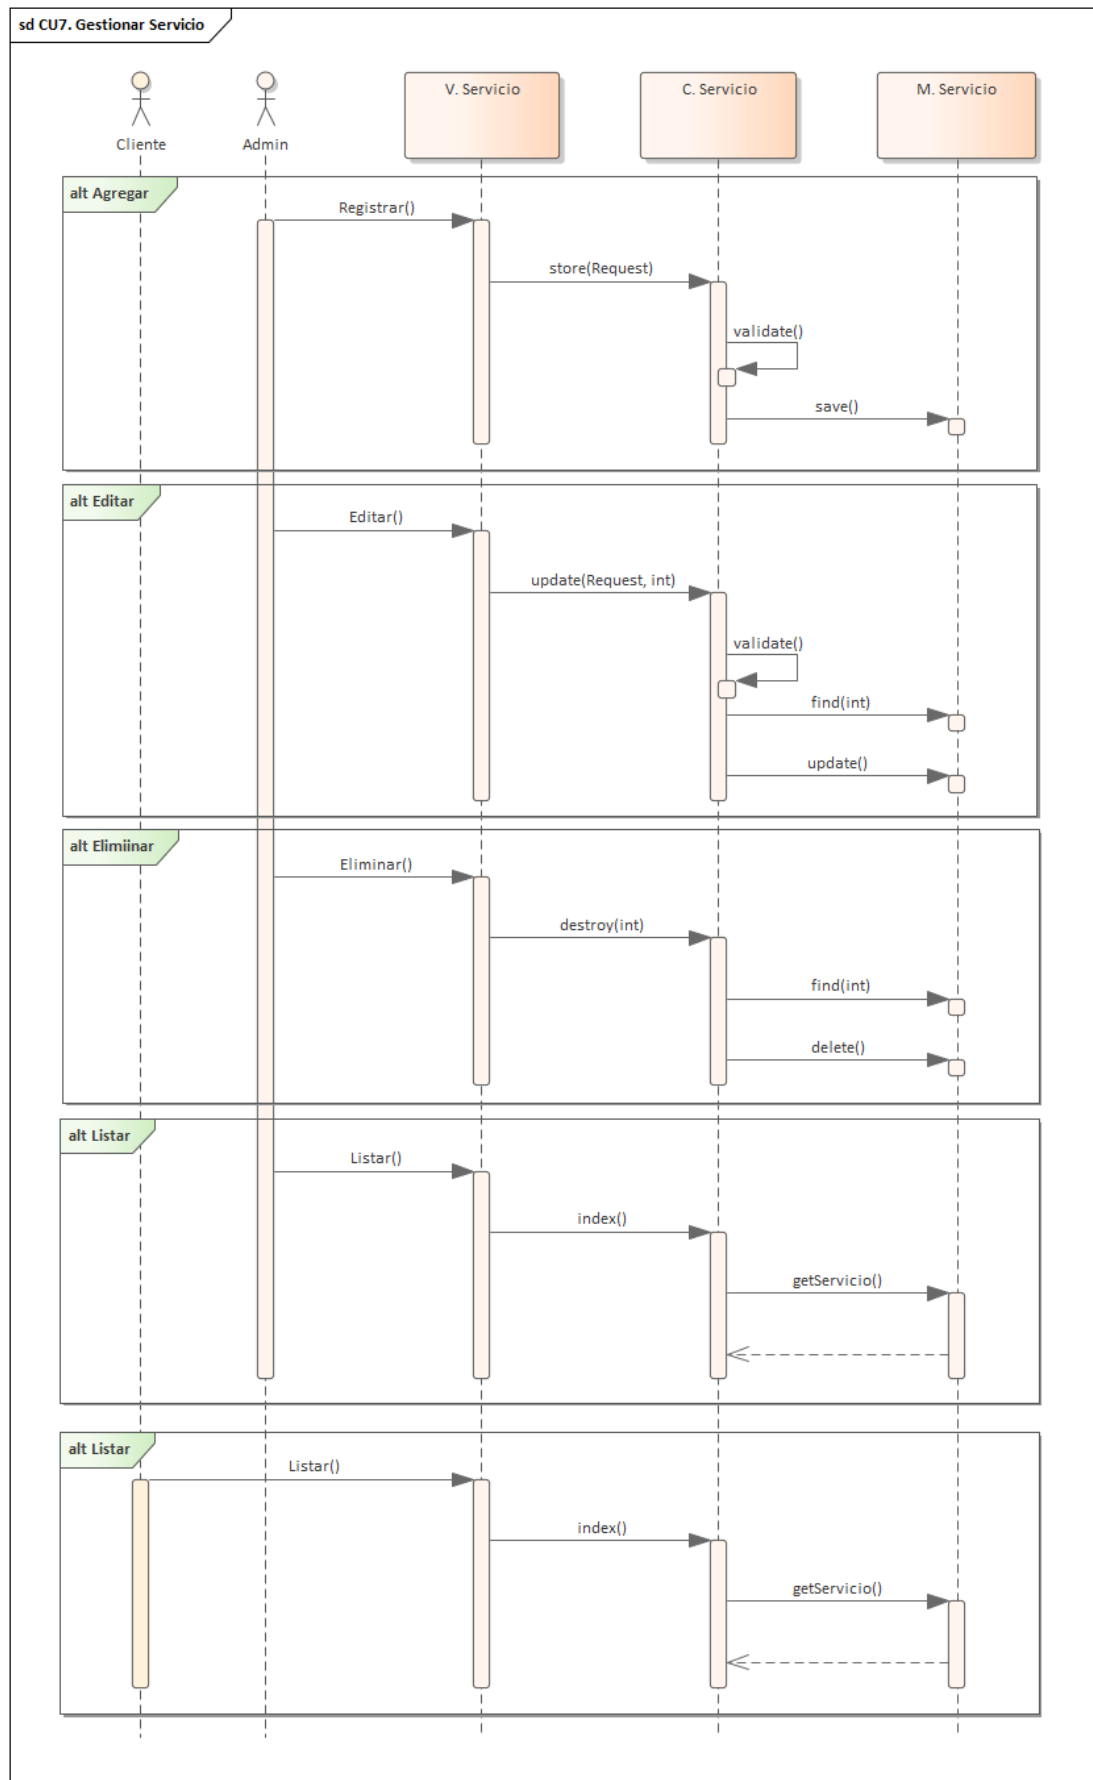 sd CU7. Gestionar Servicio
Cliente
Admin
V. Servicio
C. Servicio
M. Servicio
alt Agregar
Registrar()
store(Request)
validate()
save()
alt Editar
Editar()
update(Request, int)
validate()
find(int)
update()
alt Elimiinar
Eliminar()
destroy(int)
find(int)
delete()
alt Listar
Listar()
index()
getServicio()
alt Listar
Listar()
index()
getServicio()